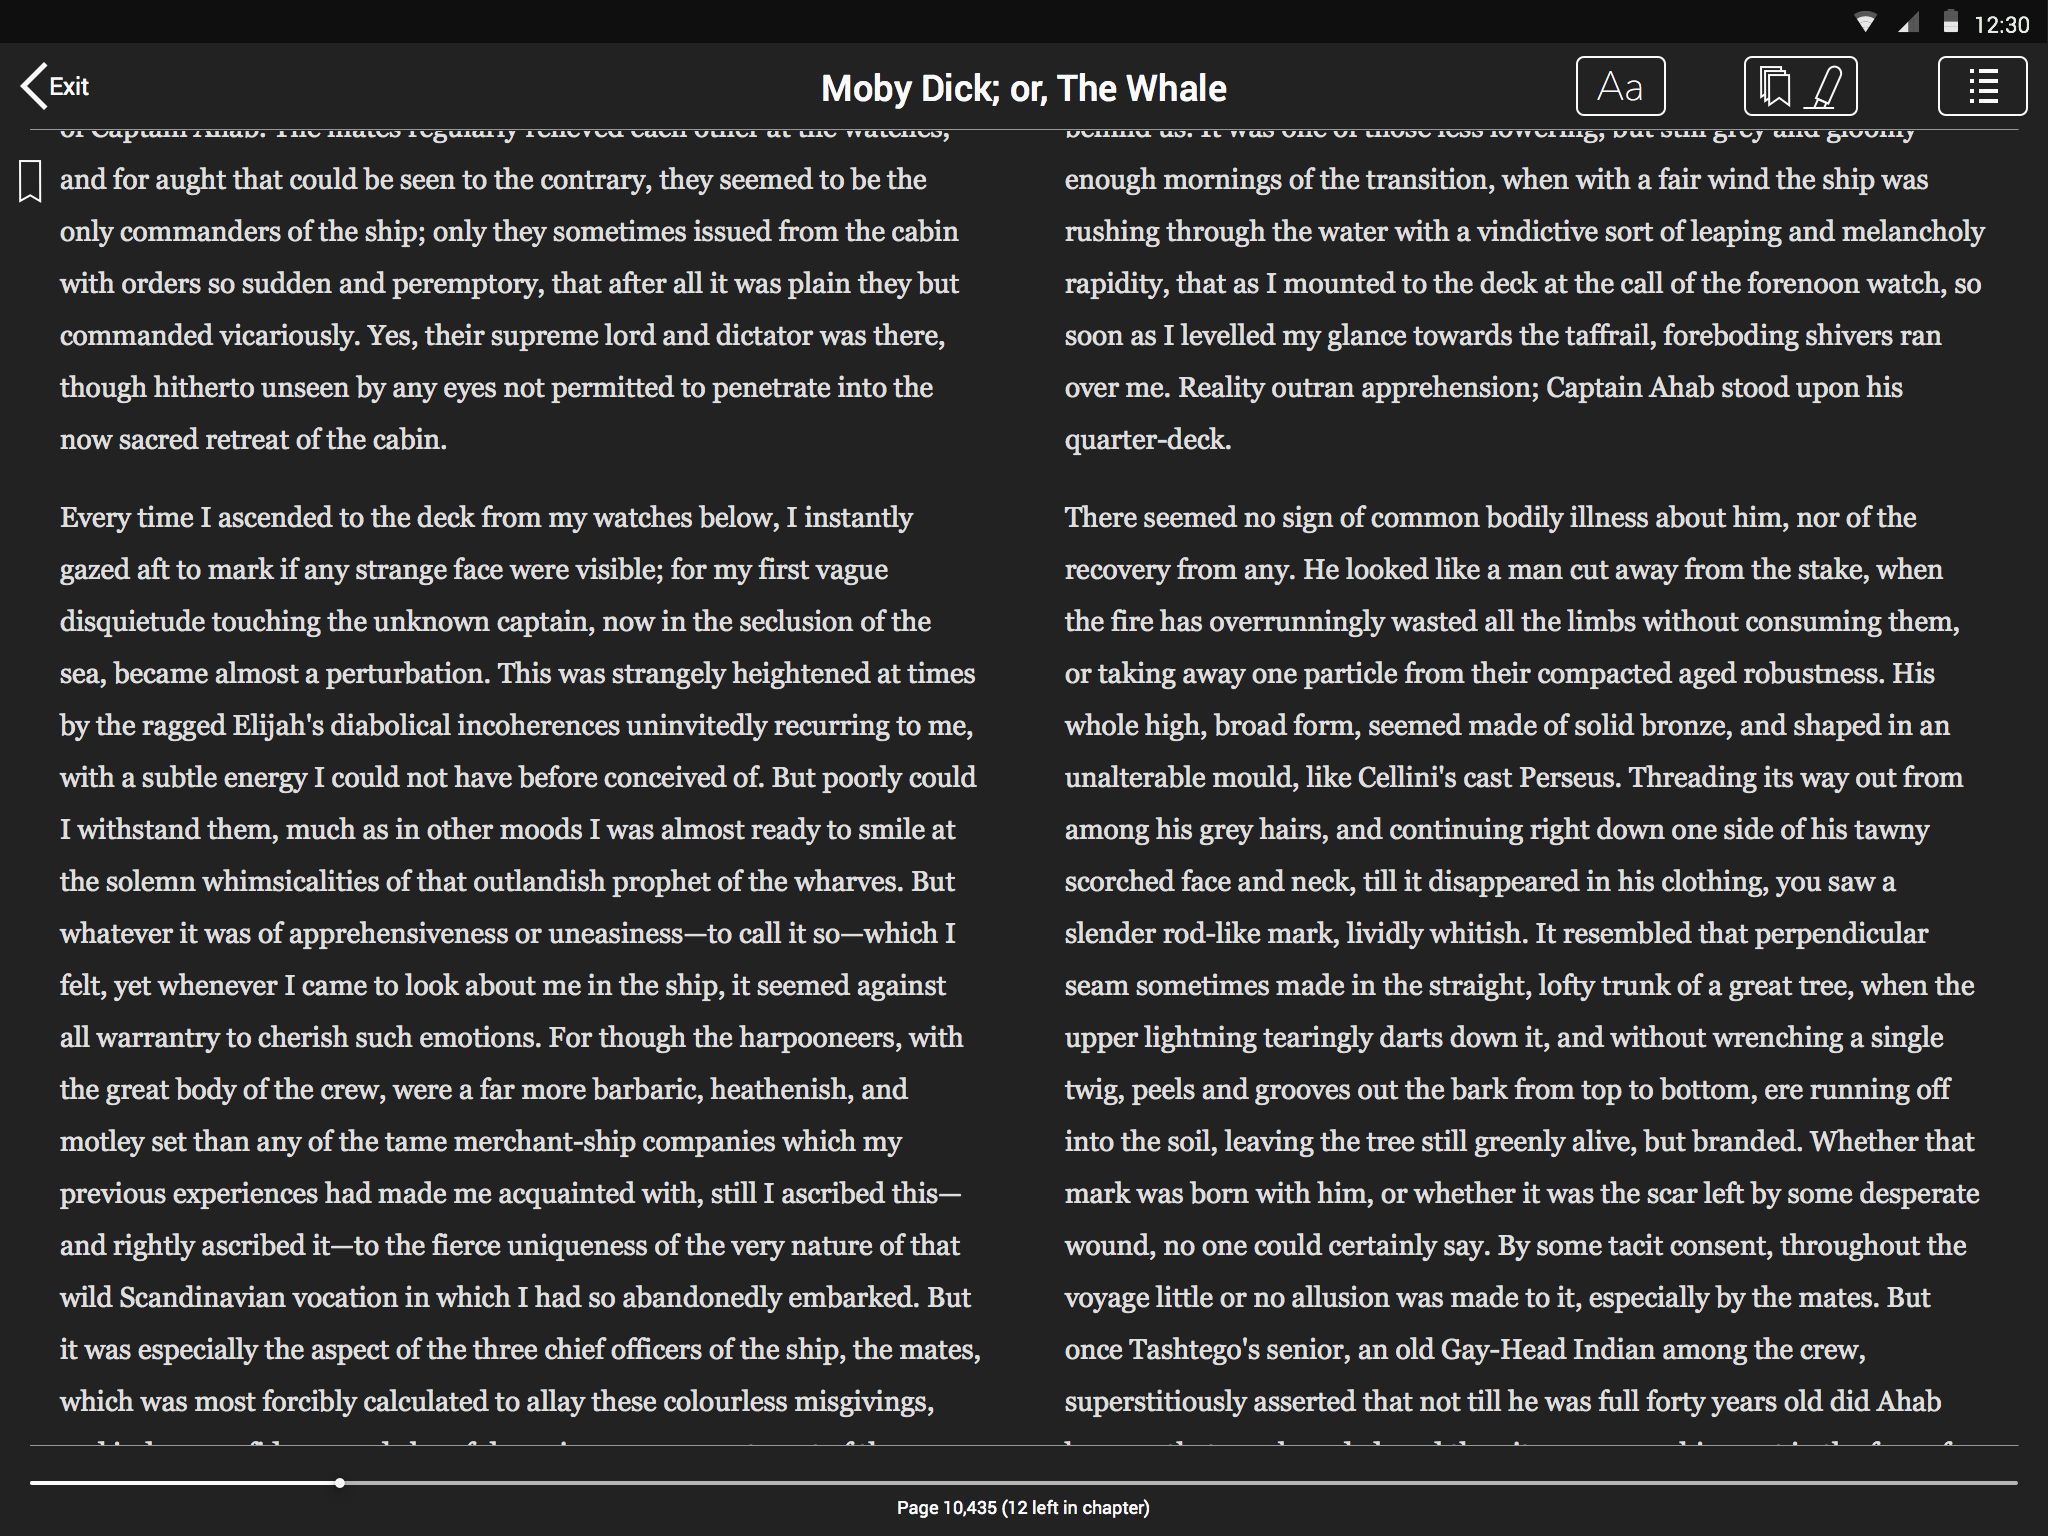 12:30
Exit
Moby Dick; or, The Whale
Aa
of Captain Ahab. The mates regularly relieved each other at the watches,
and for aught that could be seen to the contrary, they seemed to be the
only commanders of the ship; only they sometimes issued from the cabin
with orders so sudden and peremptory, that after all it was plain they but
commanded vicariously. Yes, their supreme lord and dictator was there,
though hitherto unseen by any eyes not permitted to penetrate into the
now sacred retreat of the cabin.
Every time I ascended to the deck from my watches below, I instantly
gazed aft to mark if any strange face were visible; for my first vague
disquietude touching the unknown captain, now in the seclusion of the
sea, became almost a perturbation. This was strangely heightened at times
by the ragged Elijah's diabolical incoherences uninvitedly recurring to me,
with a subtle energy I could not have before conceived of. But poorly could
I withstand them, much as in other moods I was almost ready to smile at
the solemn whimsicalities of that outlandish prophet of the wharves. But
whatever it was of apprehensiveness or uneasiness—to call it so—which I
felt, yet whenever I came to look about me in the ship, it seemed against
all warrantry to cherish such emotions. For though the harpooneers, with
the great body of the crew, were a far more barbaric, heathenish, and
motley set than any of the tame merchant-ship companies which my
previous experiences had made me acquainted with, still I ascribed this—
and rightly ascribed it—to the fierce uniqueness of the very nature of that
wild Scandinavian vocation in which I had so abandonedly embarked. But
it was especially the aspect of the three chief officers of the ship, the mates,
which was most forcibly calculated to allay these colourless misgivings,
behind us. It was one of those less lowering, but still grey and gloomy
enough mornings of the transition, when with a fair wind the ship was
rushing through the water with a vindictive sort of leaping and melancholy
rapidity, that as I mounted to the deck at the call of the forenoon watch, so
soon as I levelled my glance towards the taffrail, foreboding shivers ran
over me. Reality outran apprehension; Captain Ahab stood upon his
quarter-deck.
There seemed no sign of common bodily illness about him, nor of the
recovery from any. He looked like a man cut away from the stake, when
the fire has overrunningly wasted all the limbs without consuming them,
or taking away one particle from their compacted aged robustness. His
whole high, broad form, seemed made of solid bronze, and shaped in an
unalterable mould, like Cellini's cast Perseus. Threading its way out from
among his grey hairs, and continuing right down one side of his tawny
scorched face and neck, till it disappeared in his clothing, you saw a
slender rod-like mark, lividly whitish. It resembled that perpendicular
seam sometimes made in the straight, lofty trunk of a great tree, when the
upper lightning tearingly darts down it, and without wrenching a single
twig, peels and grooves out the bark from top to bottom, ere running off
into the soil, leaving the tree still greenly alive, but branded. Whether that
mark was born with him, or whether it was the scar left by some desperate
wound, no one could certainly say. By some tacit consent, throughout the
voyage little or no allusion was made to it, especially by the mates. But
once Tashtego's senior, an old Gay-Head Indian among the crew,
superstitiously asserted that not till he was full forty years old did Ahab
Page 10,435 (12 left in chapter)